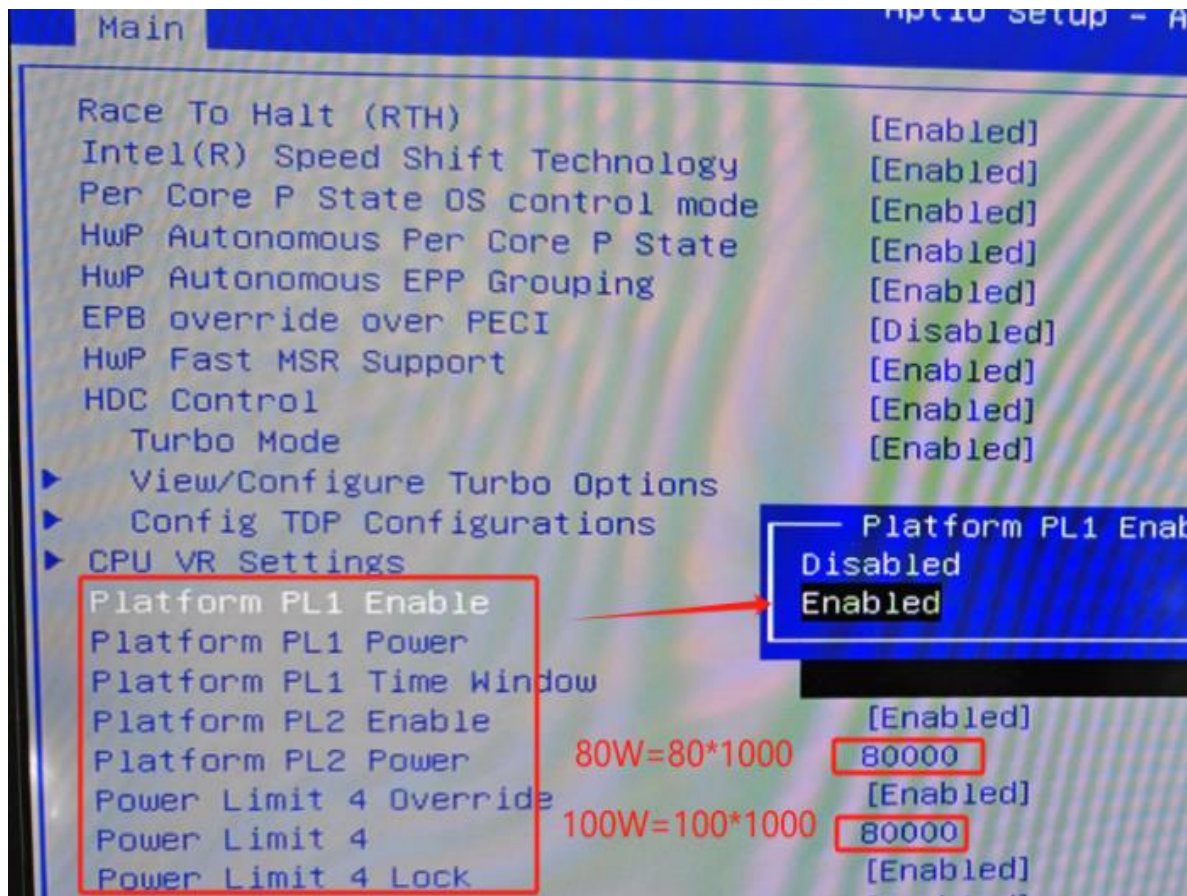 Aptio Setup - A
Main
Race To Halt (RTH) [Enabled]
Intel(R) Speed Shift Technology [Enabled]
Per Core P State OS control mode [Enabled]
HwP Autonomous Per Core P State [Enabled]
HwP Autonomous EPP Grouping [Enabled]
EPB override over PECI [Disabled]
HwP Fast MSR Support [Enabled]
HDC Control [Enabled]
Turbo Mode [Enabled]
View/Configure Turbo Options
Config TDP Configurations
CPU VR Settings
Platform PL1 Enab
Disabled
Enabled
Platform PL1 Enable
Platform PL1 Power
Platform PL1 Time Window
Platform PL2 Enable [Enabled]
Platform PL2 Power 80W=80*1000 80000
Power Limit 4 Override [Enabled]
Power Limit 4 100W=100*1000 80000
Power Limit 4 Lock [Enabled]